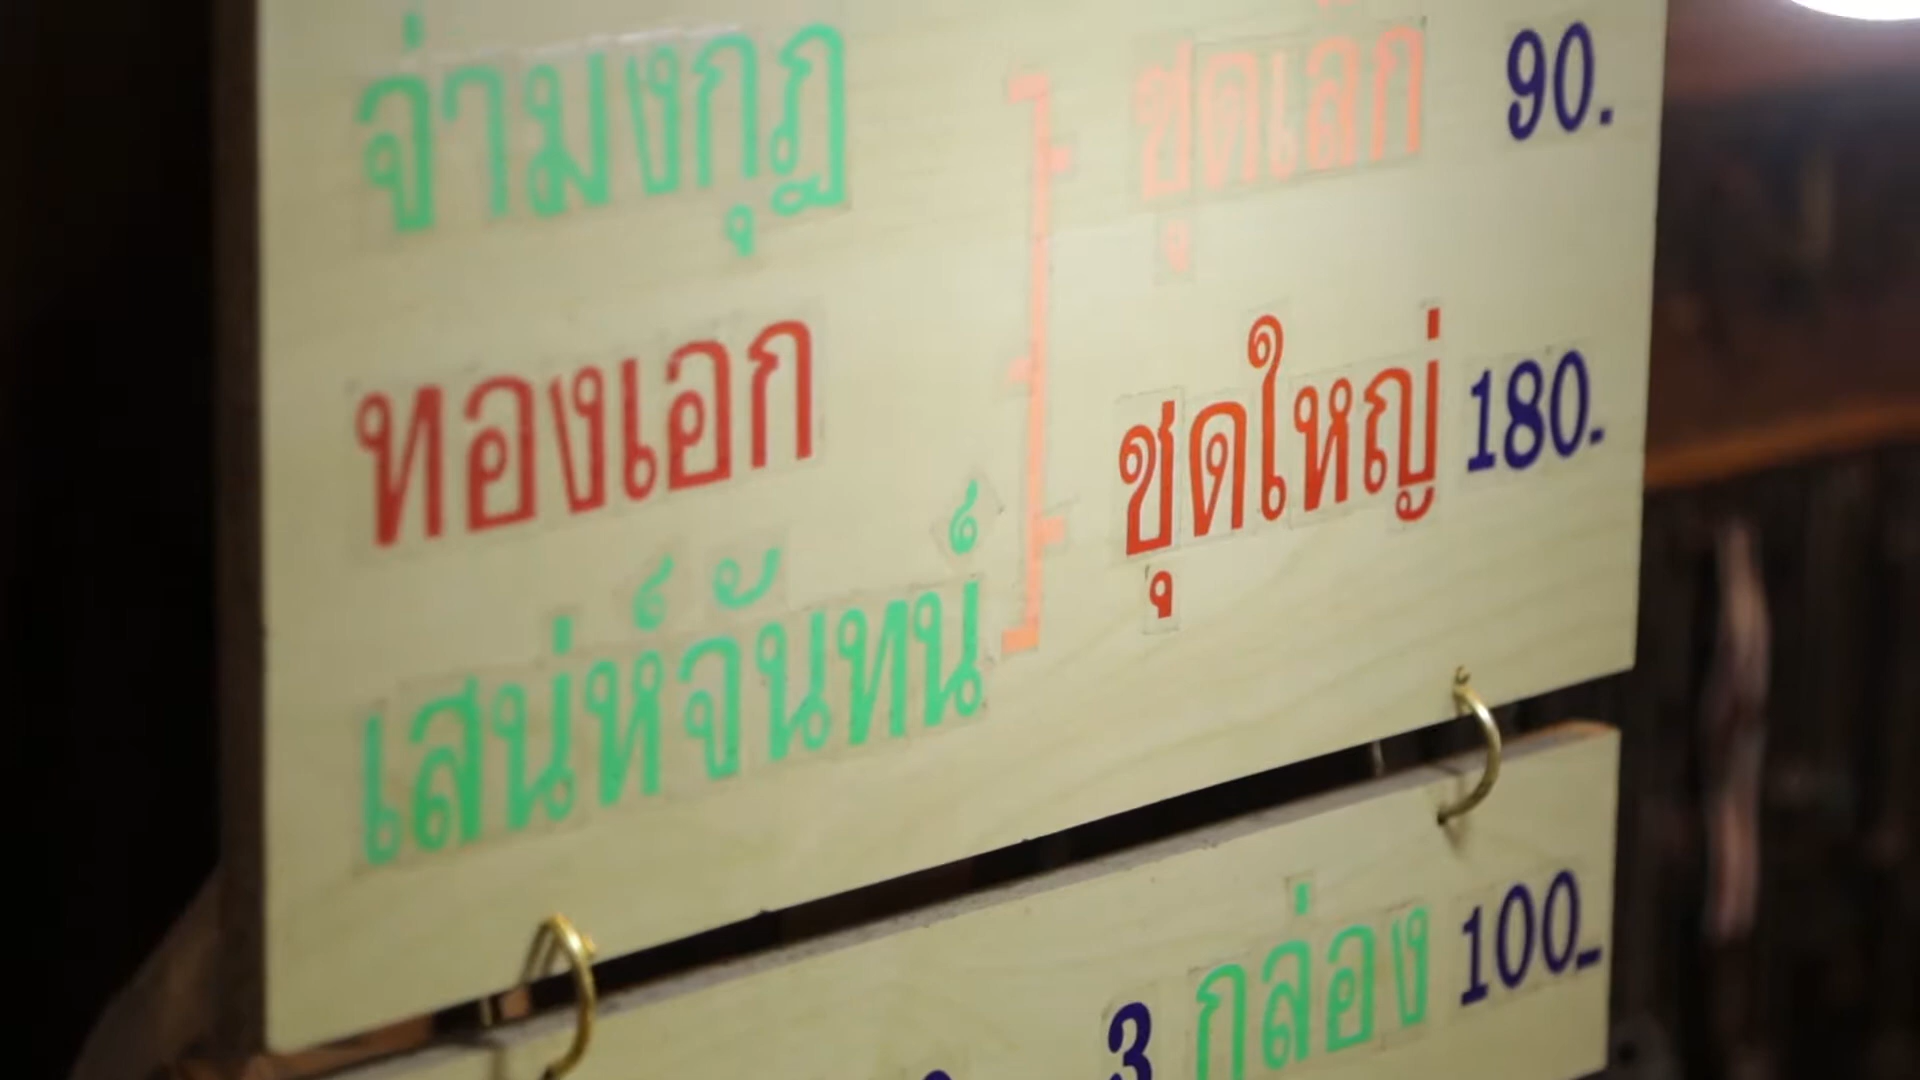 จ่ามงกุฎ ชุดเล็ก 90.
ทองเอก ชุดใหญ่ 180.
เสน่ห์จันทน์
3 กล่อง 100.-